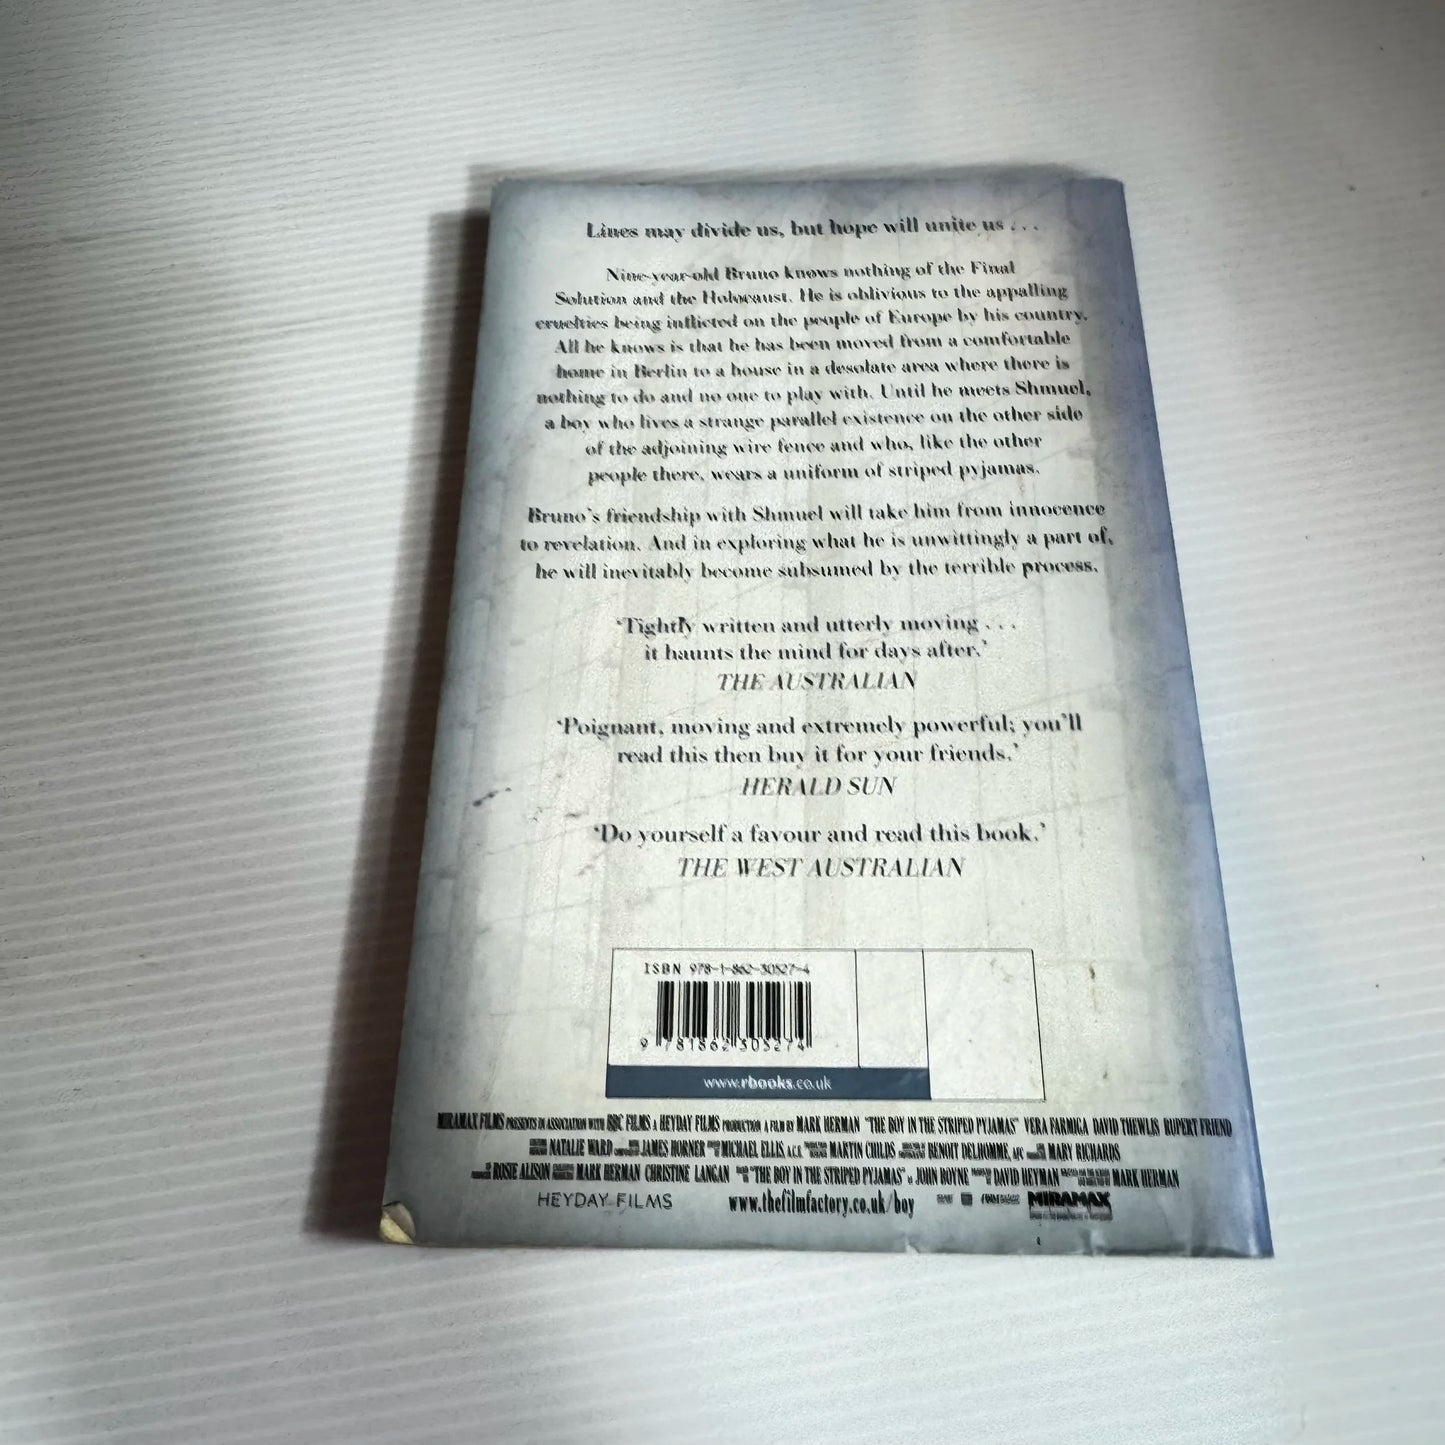 Lines may divide us, but hope will unite us . . .
Nine-year-old Bruno knows nothing of the Final
Solution and the Holocaust. He is oblivious to the appalling
cruelties being inflicted on the people of Europe by his country.
All he knows is that he has been moved from a comfortable
home in Berlin to a house in a desolate area where there is
nothing to do and no one to play with. Until he meets Shmuel,
a boy who lives a strange parallel existence on the other side
of the adjoining wire fence and who, like the other
people there, wears a uniform of striped pyjamas.
Bruno's friendship with Shmuel will take him from innocence
to revelation. And in exploring what he is unwittingly a part of,
he will inevitably become subsumed by the terrible process.
'Tightly written and utterly moving . . .
it haunts the mind for days after.'
THE AUSTRALIAN
'Poignant, moving and extremely powerful; you'll
read this then buy it for your friends.'
HERALD SUN
'Do yourself a favour and read this book.'
THE WEST AUSTRALIAN
ISBN 978-1-862-30527-4
9 781862 305274
www.rbooks.co.uk
MIRAMAX FILMS PRESENTS IN ASSOCIATION WITH BBC FILMS A HEYDAY FILMS PRODUCTION A FILM BY MARK HERMAN "THE BOY IN THE STRIPED PYJAMAS" VERA FARMIGA DAVID THEWLIS RUPERT FRIEND
NATALIE WARD JAMES HORNER MICHAEL ELLIS, A.C.E. MARTIN CHILDS BENOIT DELHOMME, AFC MARY RICHARDS
ROSIE ALISON MARK HERMAN CHRISTINE LANGAN "THE BOY IN THE STRIPED PYJAMAS" JOHN BOYNE DAVID HEYMAN MARK HERMAN
HEYDAY FILMS www.thefilmfactory.co.uk/boy MIRAMAX